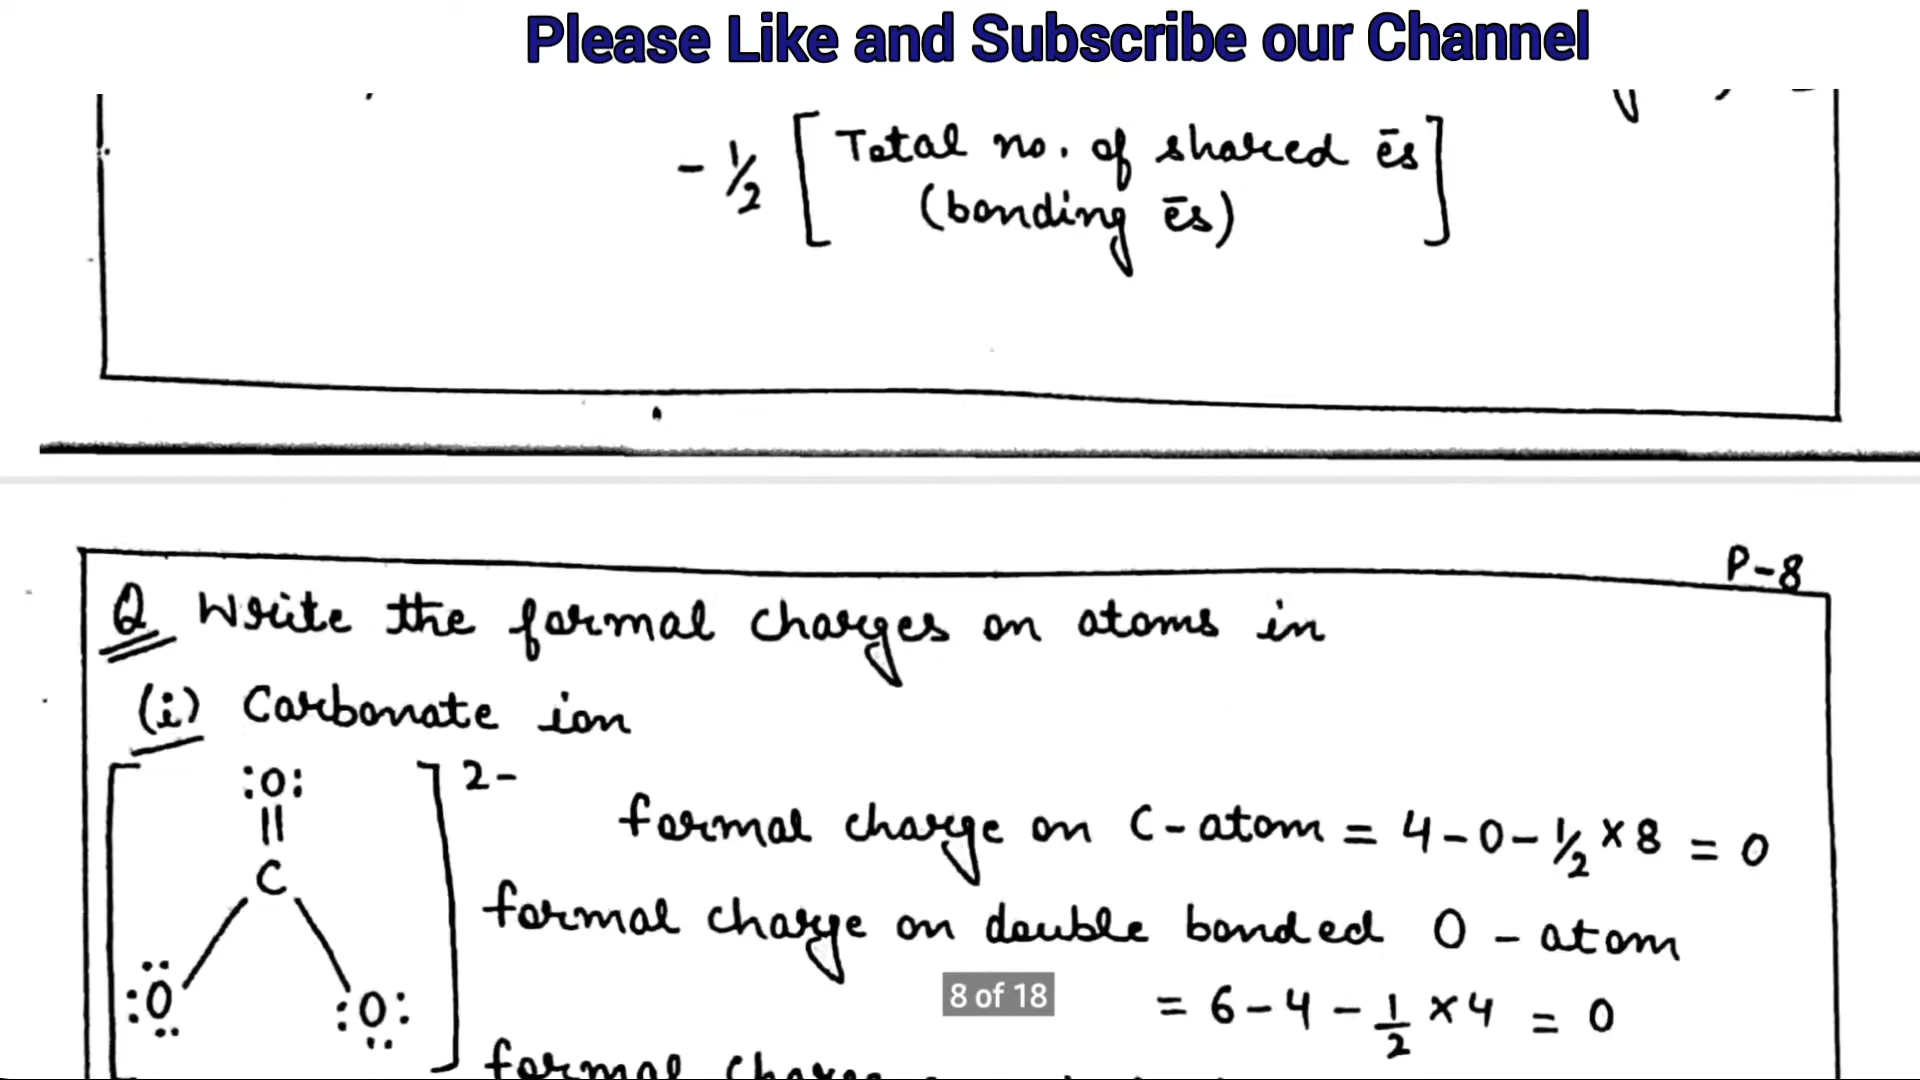 Please Like and Subscribe our Channel
- 1/2 [Total no. of shared ēs
(bonding ēs)]
P-8
Q Write the formal charges on atoms in
(i) Carbonate ion
:O: 2-
||
C
formal charge on C-atom = 4-0-1/2×8 = 0
formal charge on double bonded O-atom
:O: :O:
8 of 18
= 6-4-1/2×4 = 0